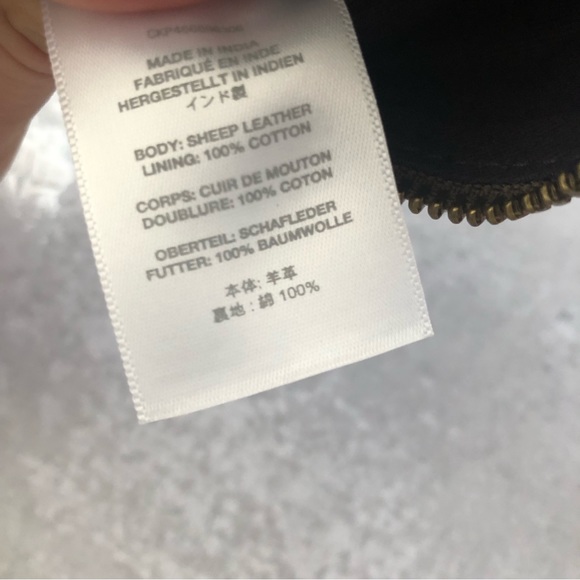 MADE IN INDIA
FABRIQUÉ EN INDE
HERGESTELLT IN INDIEN
インド製
BODY: SHEEP LEATHER
LINING: 100% COTTON
CORPS: CUIR DE MOUTON
DOUBLURE: 100% COTON
OBERTEIL: SCHAFLEDER
FUTTER: 100% BAUMWOLLE
本体: 羊革
裏地 : 綿 100%